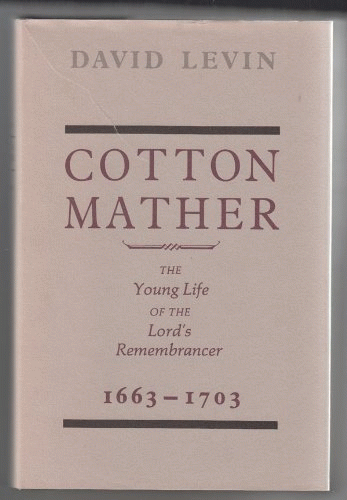 DAVID LEVIN
COTTON
MATHER
THE
Young Life
OF THE
Lord's
Remembrancer
1663–1703